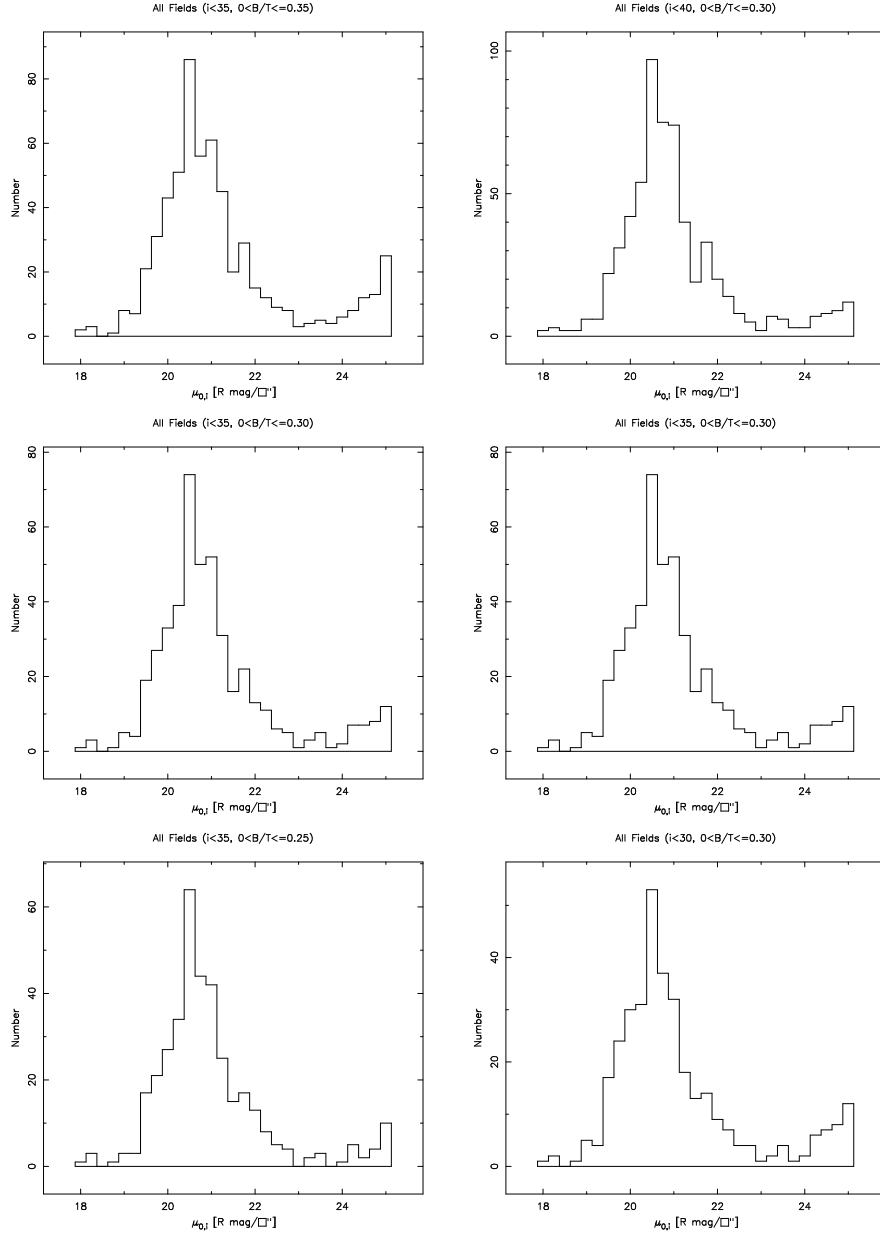 All Fields (i<35, 0<B/T<=0.35)
Number
0
20
40
60
80
18
20
22
24
μ0,i [R mag/□"]
All Fields (i<40, 0<B/T<=0.30)
Number
0
50
100
18
20
22
24
μ0,i [R mag/□"]
All Fields (i<35, 0<B/T<=0.30)
Number
0
20
40
60
80
18
20
22
24
μ0,i [R mag/□"]
All Fields (i<35, 0<B/T<=0.30)
Number
0
20
40
60
80
18
20
22
24
μ0,i [R mag/□"]
All Fields (i<35, 0<B/T<=0.25)
Number
0
20
40
60
18
20
22
24
μ0,i [R mag/□"]
All Fields (i<30, 0<B/T<=0.30)
Number
0
20
40
18
20
22
24
μ0,i [R mag/□"]